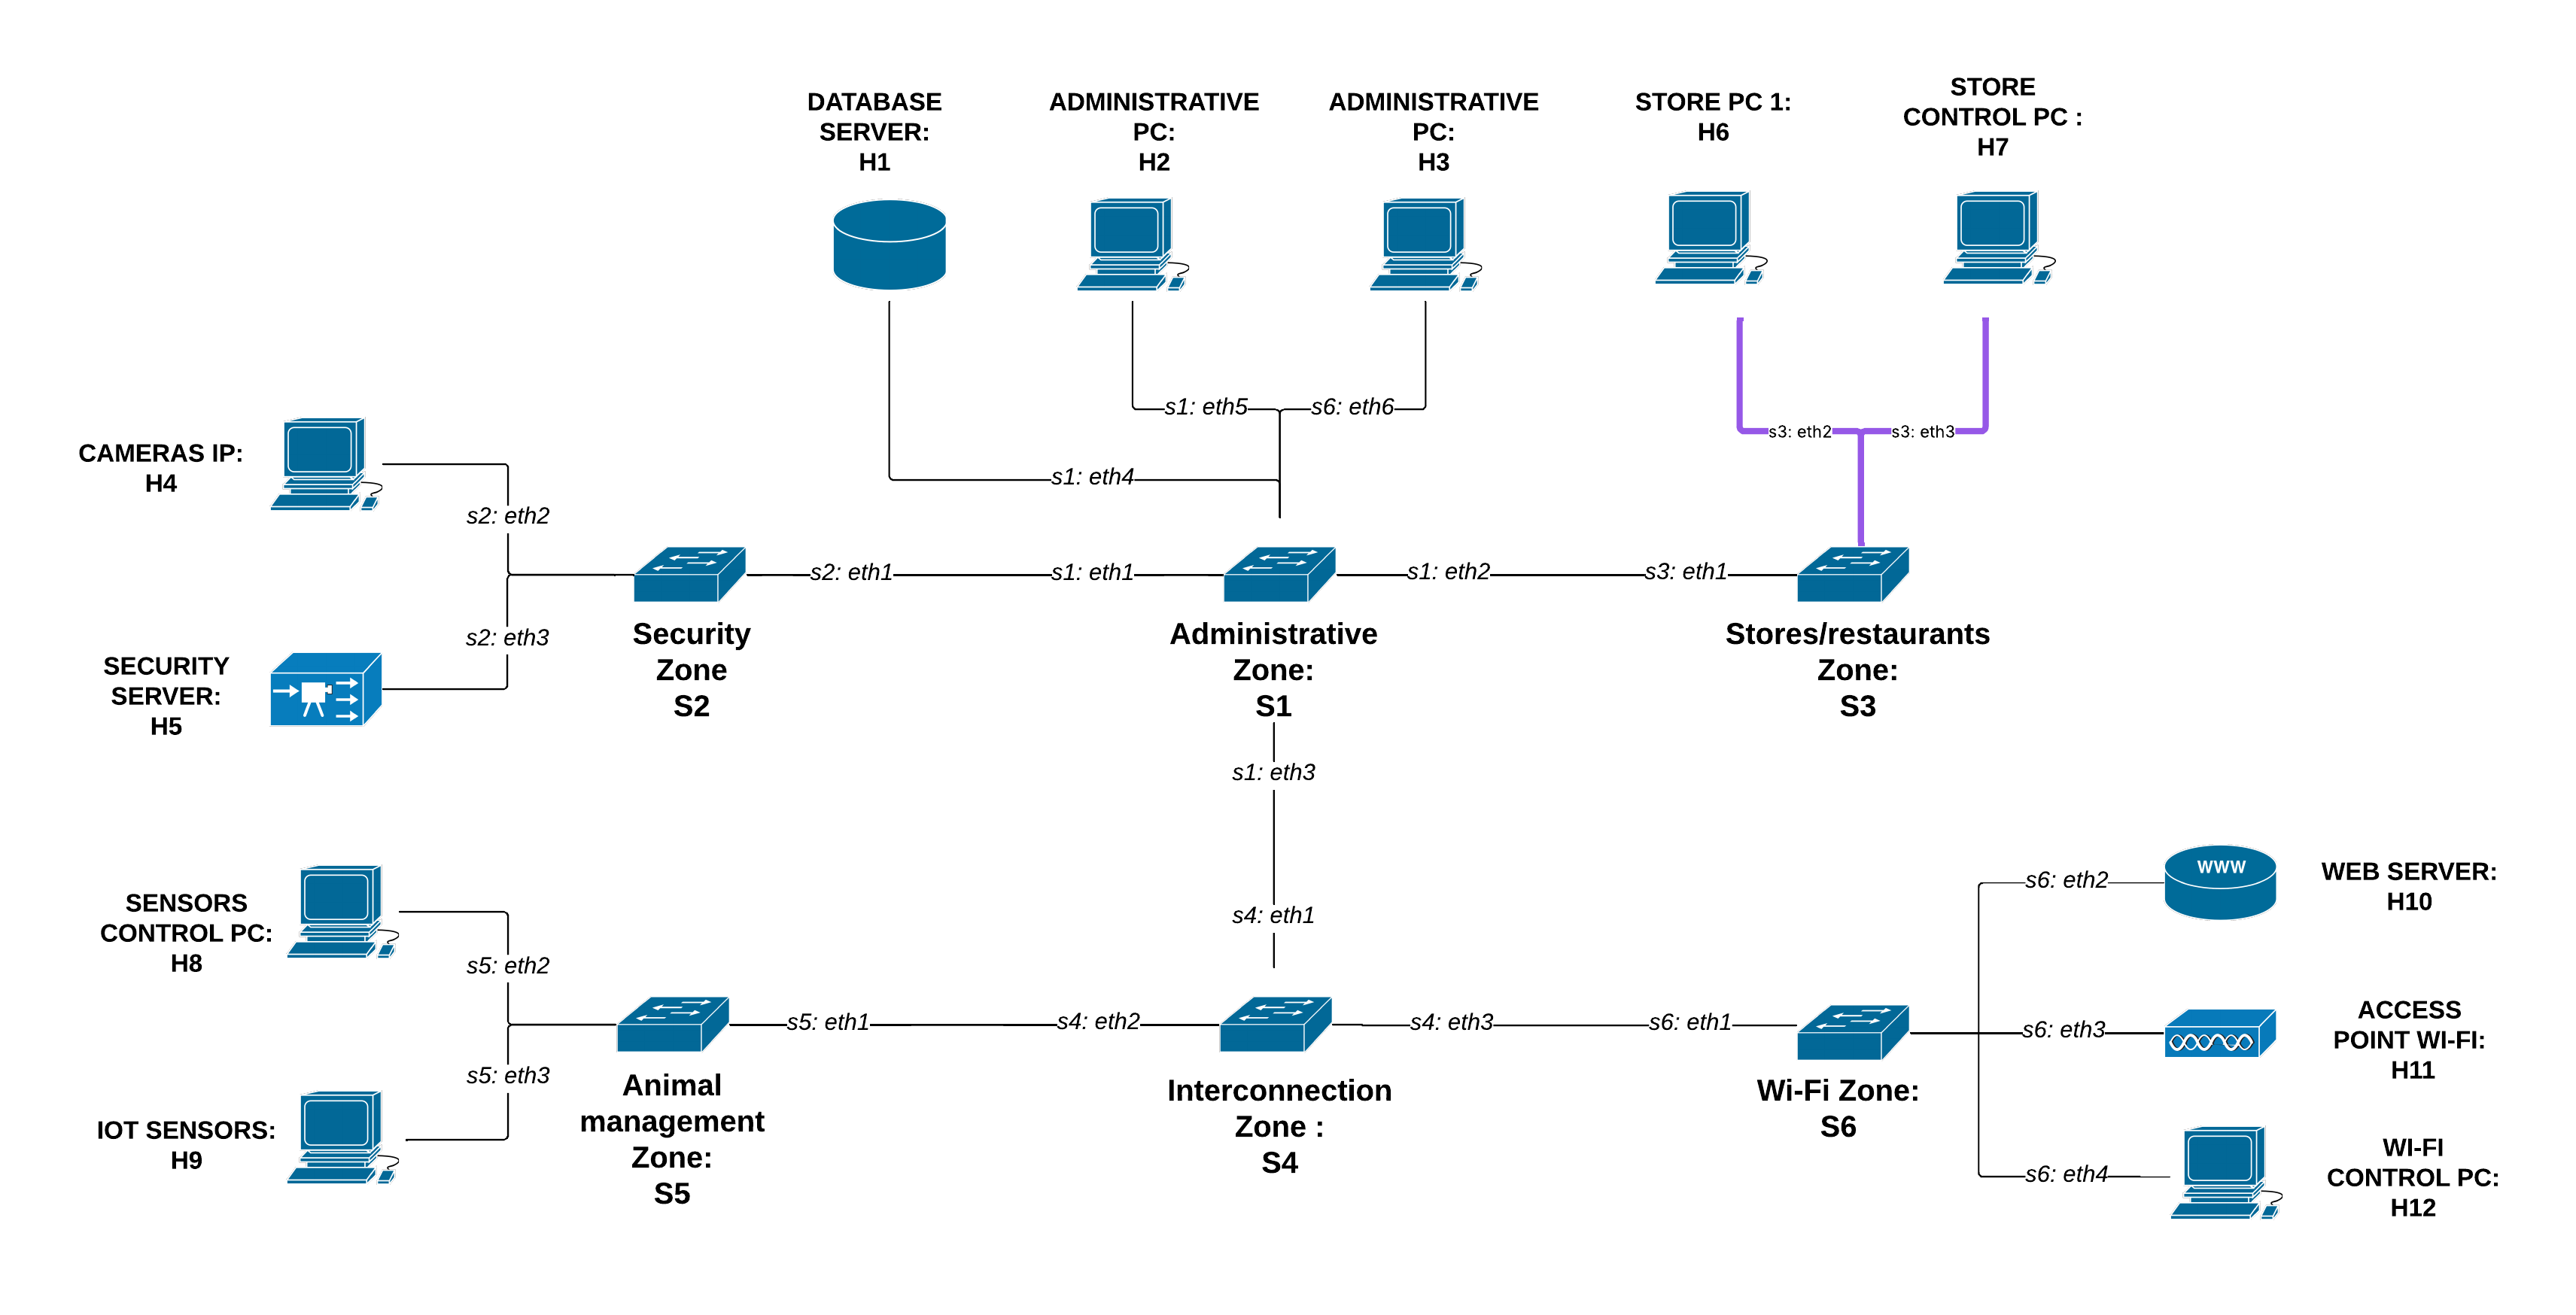 DATABASE
SERVER:
H1
ADMINISTRATIVE
PC:
H2
ADMINISTRATIVE
PC:
H3
STORE PC 1:
H6
STORE
CONTROL PC :
H7
s1: eth5
s6: eth6
s3: eth2
s3: eth3
s1: eth4
CAMERAS IP:
H4
s2: eth2
s2: eth1
s1: eth1
s1: eth2
s3: eth1
s2: eth3
SECURITY
SERVER:
H5
Security
Zone
S2
Administrative
Zone:
S1
Stores/restaurants
Zone:
S3
s1: eth3
s4: eth1
SENSORS
CONTROL PC:
H8
s5: eth2
s5: eth1
s4: eth2
s4: eth3
s6: eth1
s6: eth2
WWW
WEB SERVER:
H10
s6: eth3
ACCESS
POINT WI-FI:
H11
s5: eth3
IOT SENSORS:
H9
Animal
management
Zone:
S5
Interconnection
Zone :
S4
Wi-Fi Zone:
S6
s6: eth4
WI-FI
CONTROL PC:
H12